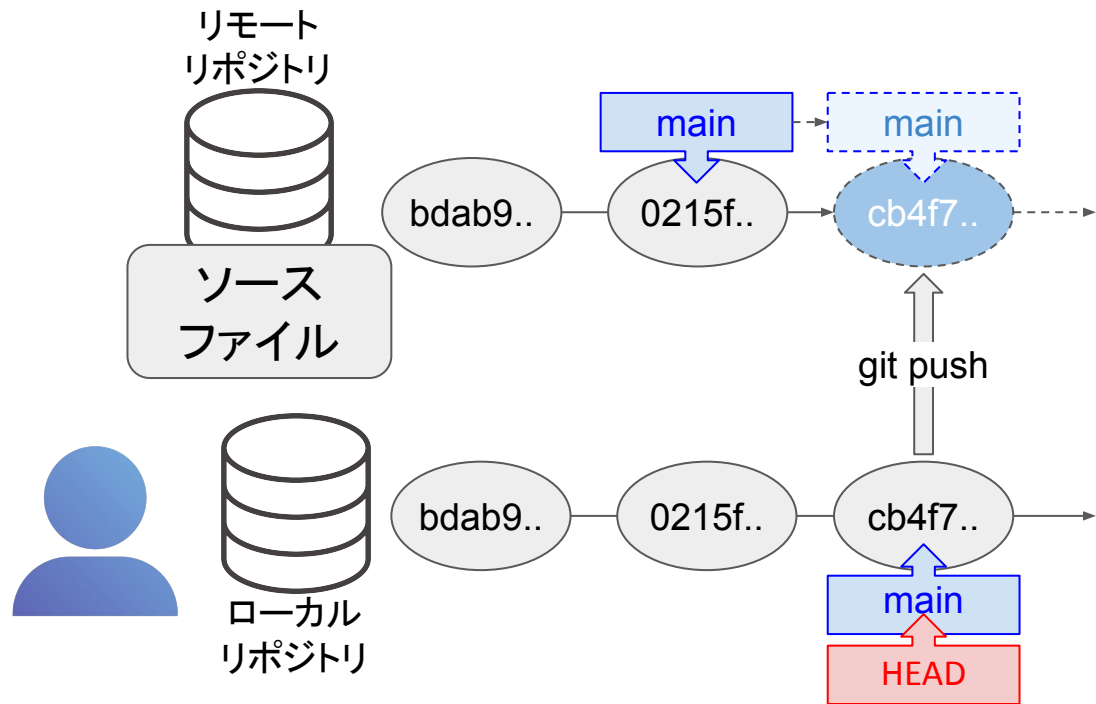 リモート
リポジトリ
main
main
bdab9..
0215f..
cb4f7..
ソース
ファイル
git push
bdab9..
0215f..
cb4f7..
ローカル
リポジトリ
main
HEAD